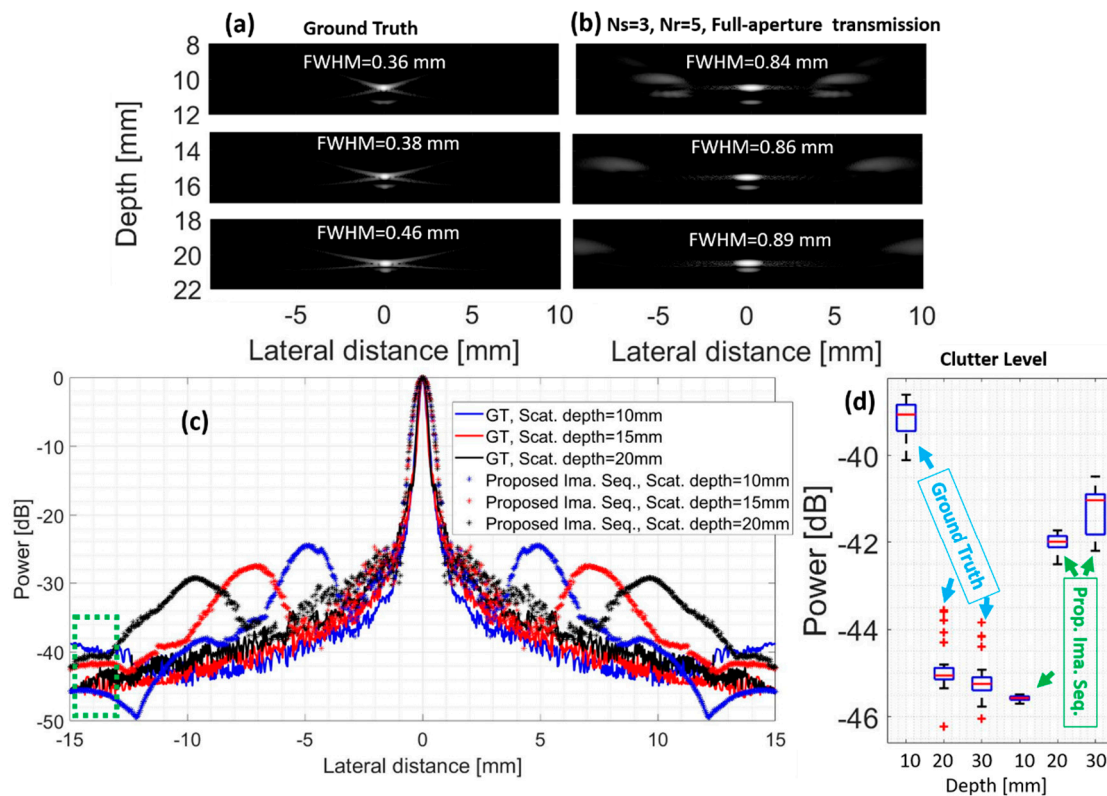 (a) Ground Truth
(b) Ns=3, Nr=5, Full-aperture transmission
Depth [mm]
8
10
12
FWHM=0.36 mm
FWHM=0.84 mm
14
16
FWHM=0.38 mm
FWHM=0.86 mm
18
20
22
FWHM=0.46 mm
FWHM=0.89 mm
-5 0 5 10
-5 0 5 10
Lateral distance [mm]
Lateral distance [mm]
(c)
Power [dB]
0
-10
-20
-30
-40
-50
GT, Scat. depth=10mm
GT, Scat. depth=15mm
GT, Scat. depth=20mm
Proposed Ima. Seq., Scat. depth=10mm
Proposed Ima. Seq., Scat. depth=15mm
Proposed Ima. Seq., Scat. depth=20mm
-15 -10 -5 0 5 10 15
Lateral distance [mm]
Clutter Level
(d)
Power [dB]
-40
-42
-44
-46
Ground Truth
Prop. Ima. Seq.
10 20 30 10 20 30
Depth [mm]